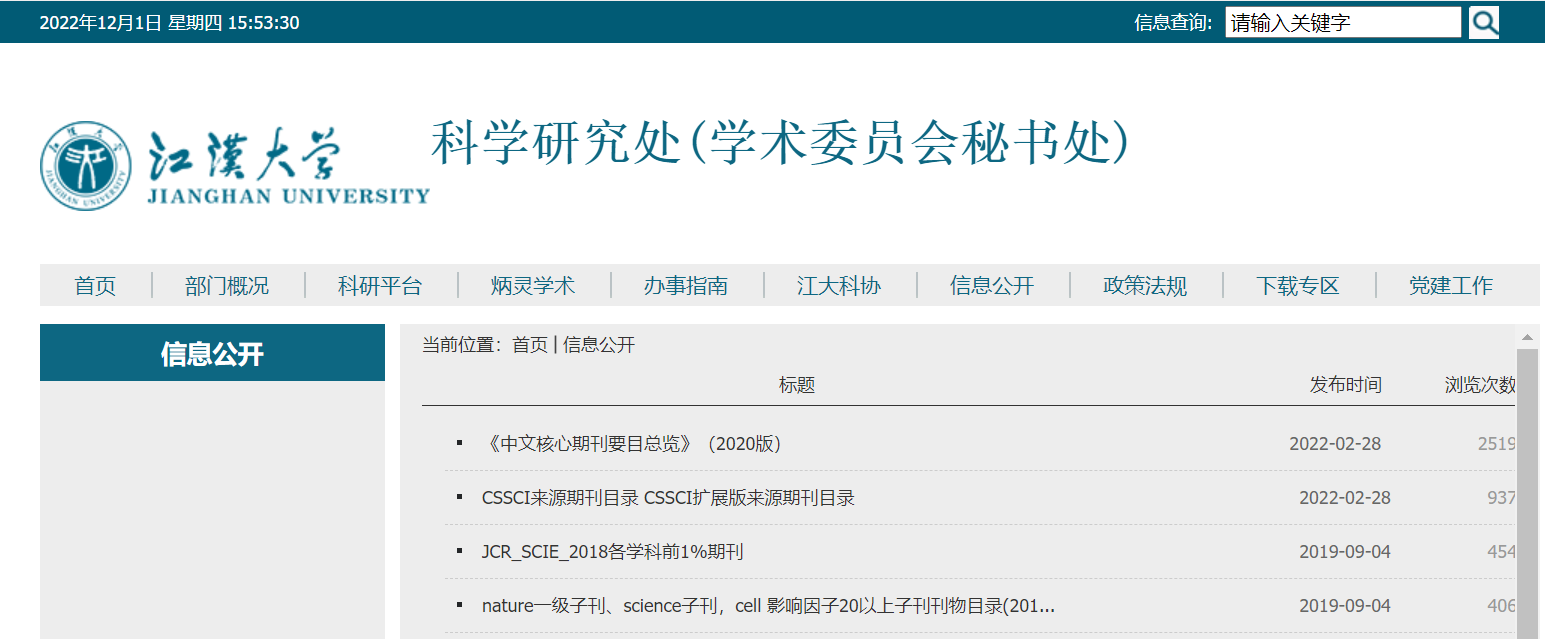 2022年12月1日 星期四 15:53:30 信息查询: 请输入关键字
科学研究处(学术委员会秘书处)
江漢大学
JIANGHAN UNIVERSITY
首页 部门概况 科研平台 炳灵学术 办事指南 江大科协 信息公开 政策法规 下载专区 党建工作
信息公开
当前位置：首页 | 信息公开
标题 发布时间 浏览次数
《中文核心期刊要目总览》（2020版） 2022-02-28 2519
CSSCI来源期刊目录 CSSCI扩展版来源期刊目录 2022-02-28 937
JCR_SCIE_2018各学科前1%期刊 2019-09-04 454
nature一级子刊、science子刊，cell 影响因子20以上子刊刊物目录(201... 2019-09-04 406